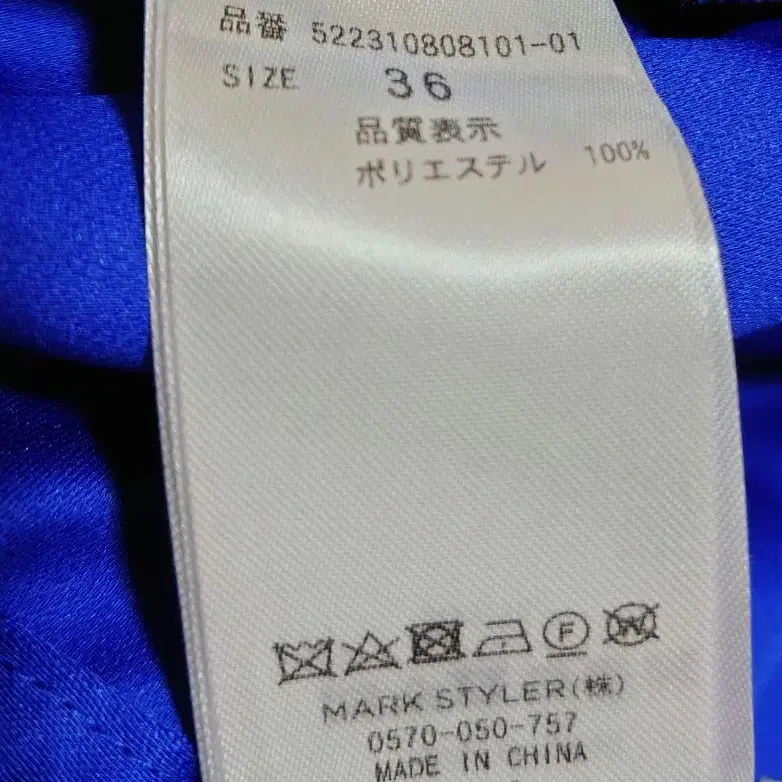 品番 522310808101-01
SIZE 36
品質表示
ポリエステル 100%
F W
MARK STYLER(株)
0570-050-757
MADE IN CHINA